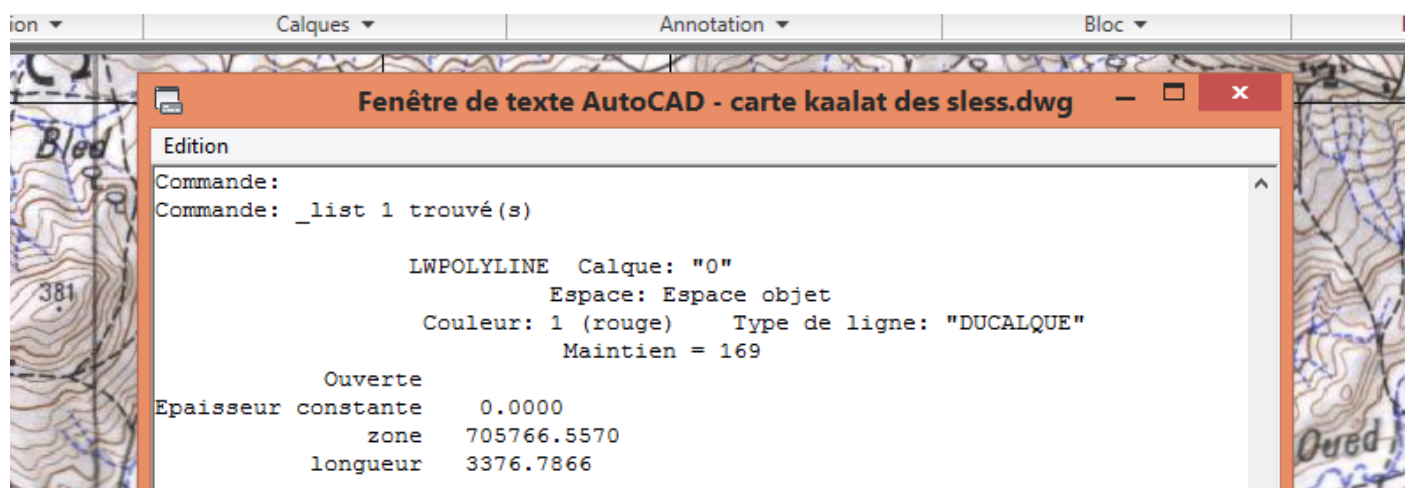 ion Calques Annotation Bloc
Fenêtre de texte AutoCAD - carte kaalat des sless.dwg
Bled
Edition
Commande:
Commande: _list 1 trouvé(s)
LWPOLYLINE Calque: "0"
381
Espace: Espace objet
Couleur: 1 (rouge) Type de ligne: "DUCALQUE"
Maintien = 169
Ouverte
Epaisseur constante 0.0000
zone 705766.5570
Oued
longueur 3376.7866